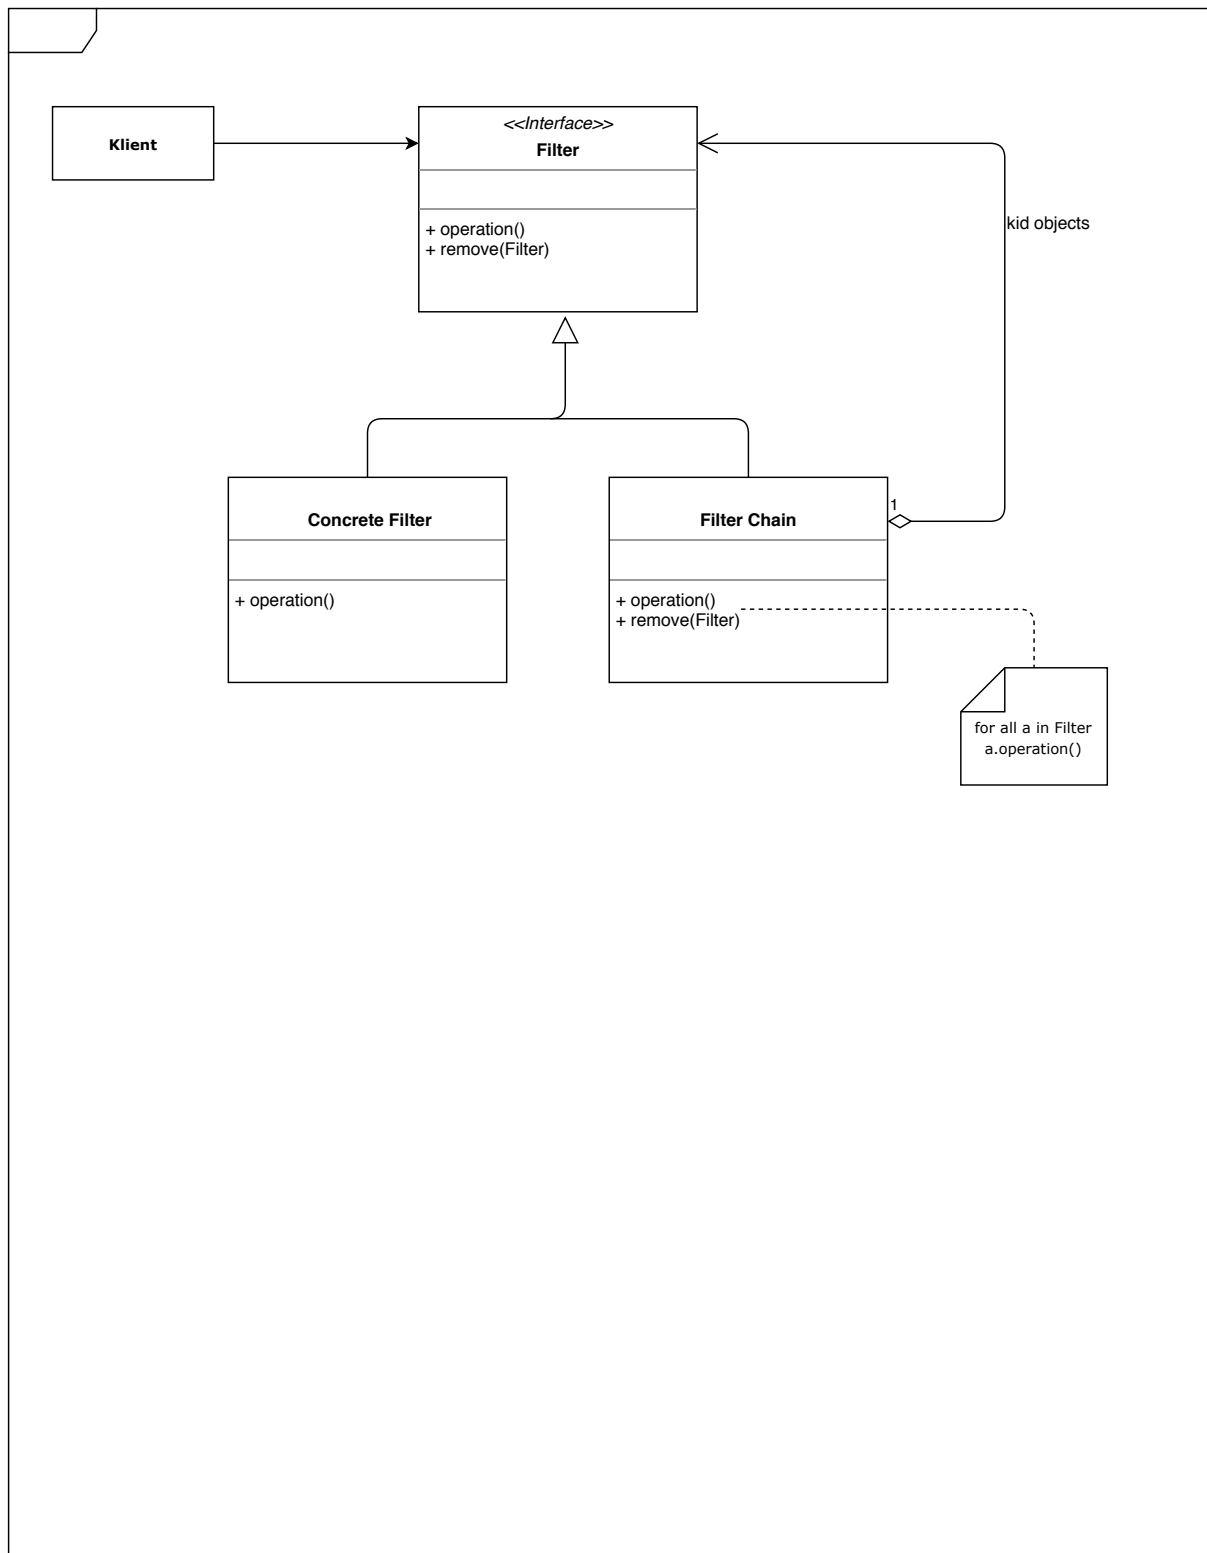 Klient
<<Interface>>
Filter
+ operation()
+ remove(Filter)
kid objects
Concrete Filter
+ operation()
Filter Chain
1
+ operation()
+ remove(Filter)
for all a in Filter
a.operation()